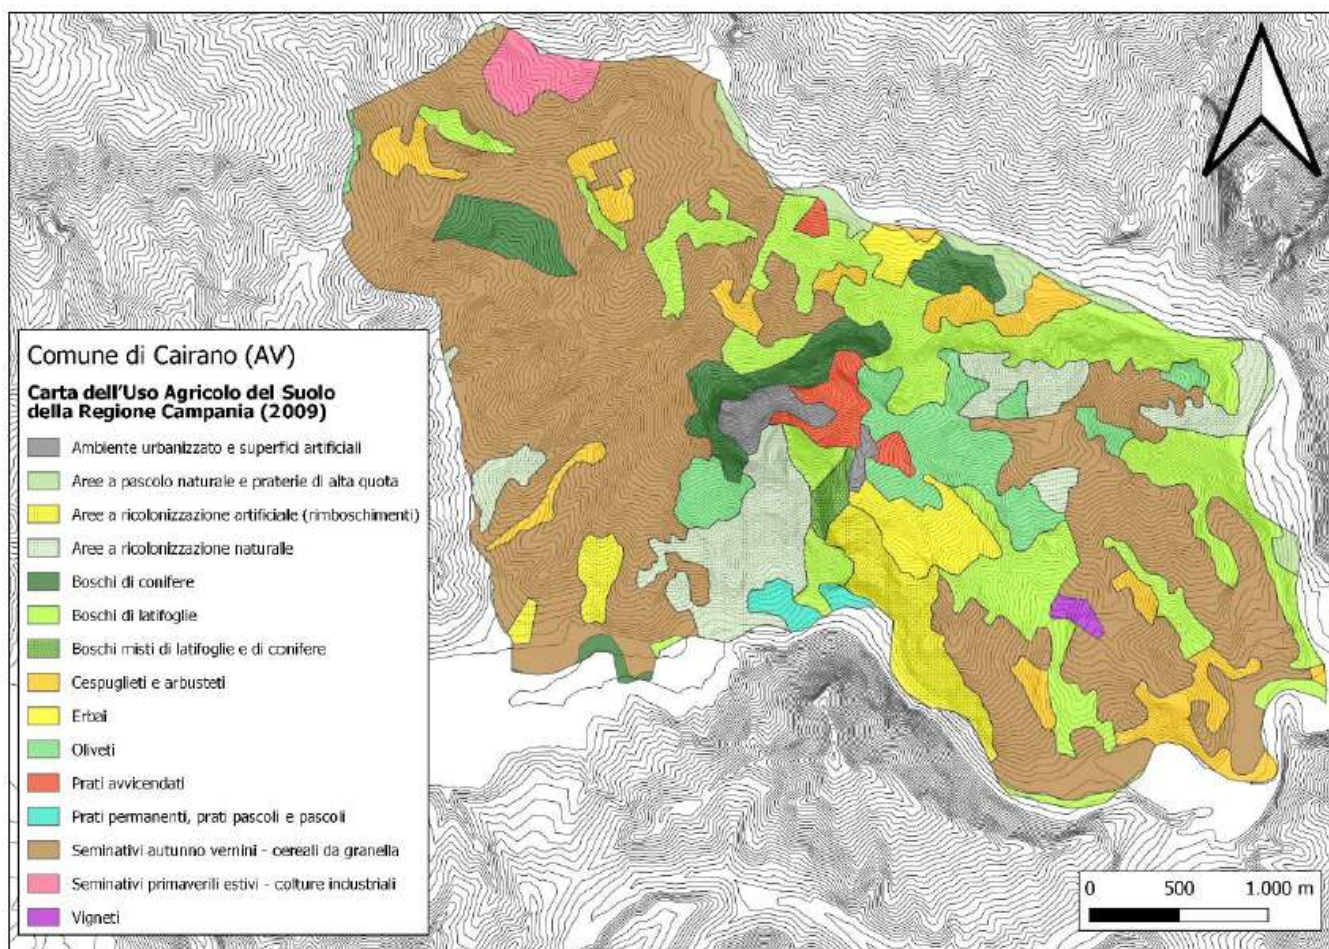 Comune di Cairano (AV)
Carta dell'Uso Agricolo del Suolo
della Regione Campania (2009)
Ambiente urbanizzato e superfici artificiali
Aree a pascolo naturale e praterie di alta quota
Aree a ricolonizzazione artificiale (rimboschimenti)
Aree a ricolonizzazione naturale
Boschi di conifere
Boschi di latifoglie
Boschi misti di latifoglie e di conifere
Cespuglieti e arbusteti
Erbai
Oliveti
Prati avvicendati
Prati permanenti, prati pascoli e pascoli
Seminativi autunno vernini - cereali da granella
Seminativi primaverili estivi - colture industriali
Vigneti
0 500 1.000 m